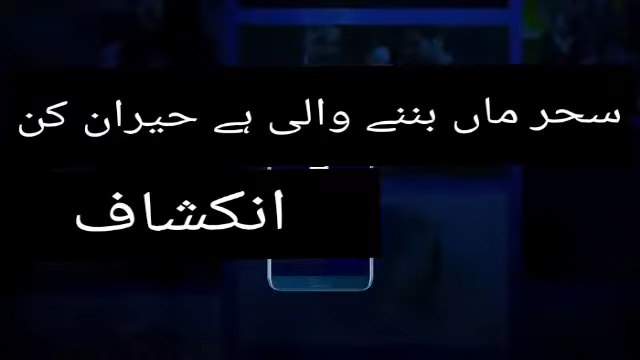 سحر ماں بننے والی ہے حیران کن
انکشاف